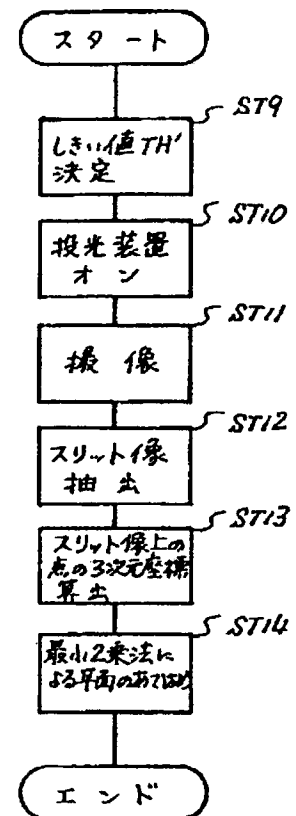 スタート
ST9
しきい値TH'
決定
ST10
投光装置
オン
ST11
撮像
ST12
スリット像
抽出
ST13
スリット像上の
点の3次元座標
算出
ST14
最小2乗法に
よる平面のあてはめ
エンド